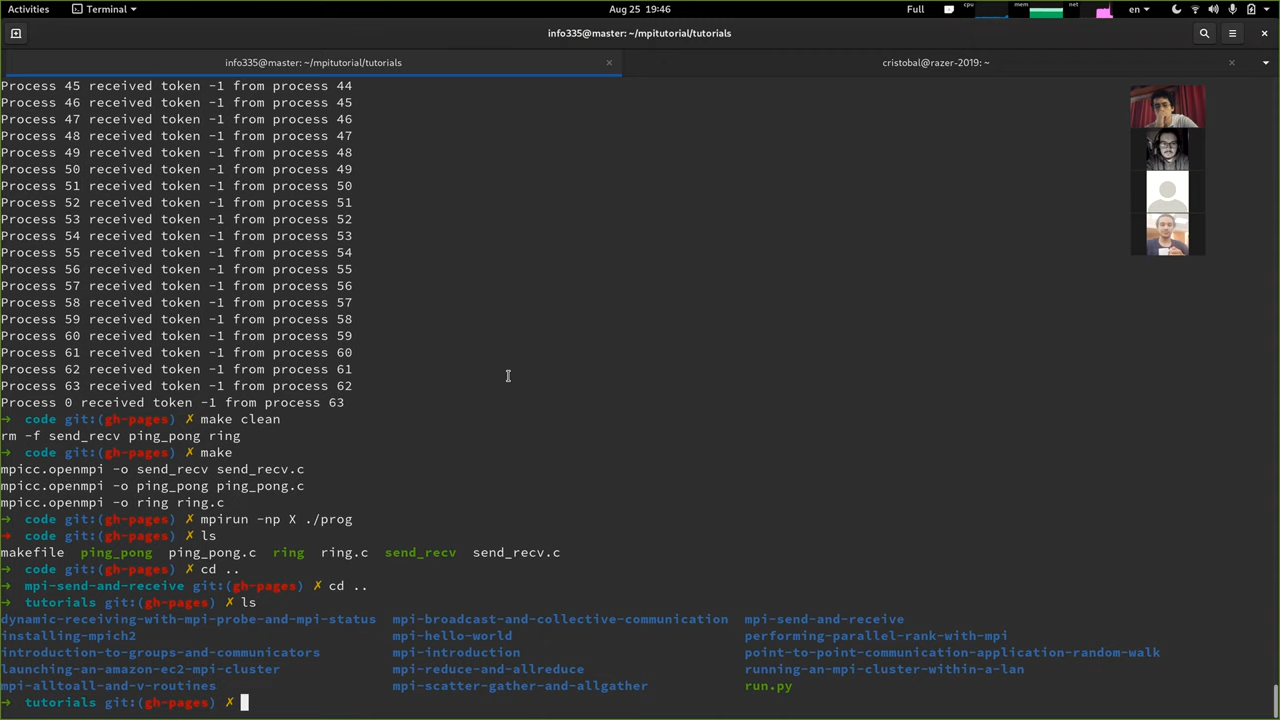 Activities Terminal Aug 25 19:46 Full cpu mem net en
info335@master: ~/mpitutorial/tutorials
info335@master: ~/mpitutorial/tutorials cristobal@razer-2019: ~
Process 45 received token -1 from process 44
Process 46 received token -1 from process 45
Process 47 received token -1 from process 46
Process 48 received token -1 from process 47
Process 49 received token -1 from process 48
Process 50 received token -1 from process 49
Process 51 received token -1 from process 50
Process 52 received token -1 from process 51
Process 53 received token -1 from process 52
Process 54 received token -1 from process 53
Process 55 received token -1 from process 54
Process 56 received token -1 from process 55
Process 57 received token -1 from process 56
Process 58 received token -1 from process 57
Process 59 received token -1 from process 58
Process 60 received token -1 from process 59
Process 61 received token -1 from process 60
Process 62 received token -1 from process 61
Process 63 received token -1 from process 62
Process 0 received token -1 from process 63
→ code git:(gh-pages) ✗ make clean
rm -f send_recv ping_pong ring
→ code git:(gh-pages) ✗ make
mpicc.openmpi -o send_recv send_recv.c
mpicc.openmpi -o ping_pong ping_pong.c
mpicc.openmpi -o ring ring.c
→ code git:(gh-pages) ✗ mpirun -np X ./prog
→ code git:(gh-pages) ✗ ls
makefile ping_pong ping_pong.c ring ring.c send_recv send_recv.c
→ code git:(gh-pages) ✗ cd ..
→ mpi-send-and-receive git:(gh-pages) ✗ cd ..
→ tutorials git:(gh-pages) ✗ ls
dynamic-receiving-with-mpi-probe-and-mpi-status mpi-broadcast-and-collective-communication mpi-send-and-receive
installing-mpich2 mpi-hello-world performing-parallel-rank-with-mpi
introduction-to-groups-and-communicators mpi-introduction point-to-point-communication-application-random-walk
launching-an-amazon-ec2-mpi-cluster mpi-reduce-and-allreduce running-an-mpi-cluster-within-a-lan
mpi-alltoall-and-v-routines mpi-scatter-gather-and-allgather run.py
→ tutorials git:(gh-pages) ✗